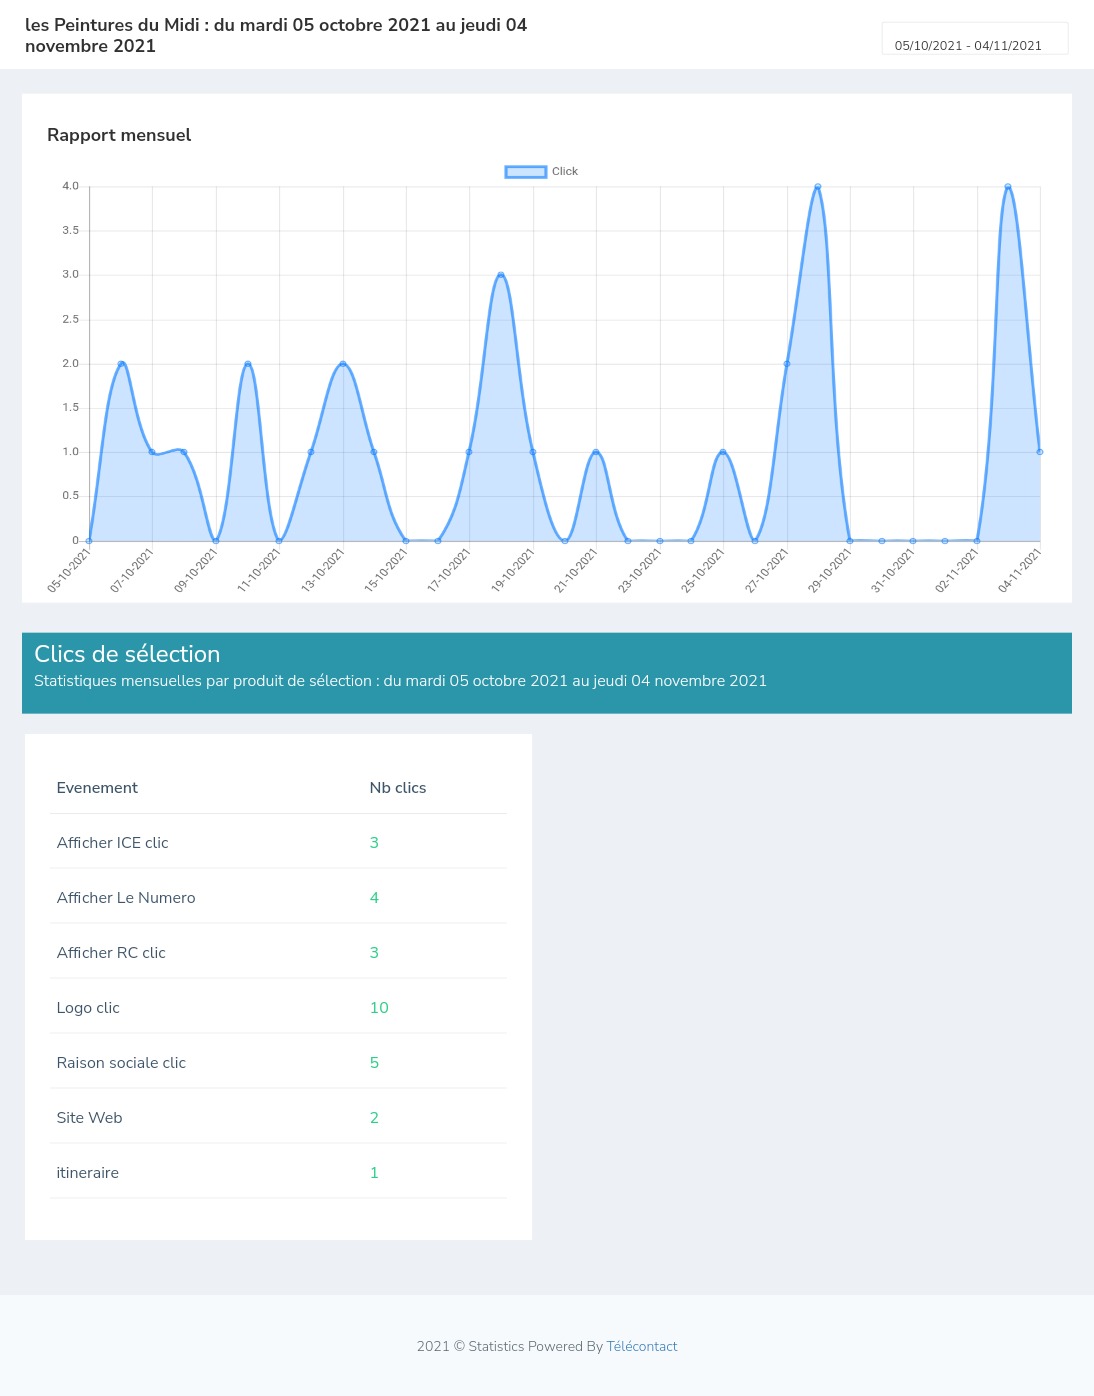 les Peintures du Midi : du mardi 05 octobre 2021 au jeudi 04
novembre 2021
05/10/2021 - 04/11/2021
Rapport mensuel
Click
4.0
3.5
3.0
2.5
2.0
1.5
1.0
0.5
0
05-10-2021
07-10-2021
09-10-2021
11-10-2021
13-10-2021
15-10-2021
17-10-2021
19-10-2021
21-10-2021
23-10-2021
25-10-2021
27-10-2021
29-10-2021
31-10-2021
02-11-2021
04-11-2021
Clics de sélection
Statistiques mensuelles par produit de sélection : du mardi 05 octobre 2021 au jeudi 04 novembre 2021
Evenement Nb clics
Afficher ICE clic 3
Afficher Le Numero 4
Afficher RC clic 3
Logo clic 10
Raison sociale clic 5
Site Web 2
itineraire 1
2021 © Statistics Powered By Télécontact